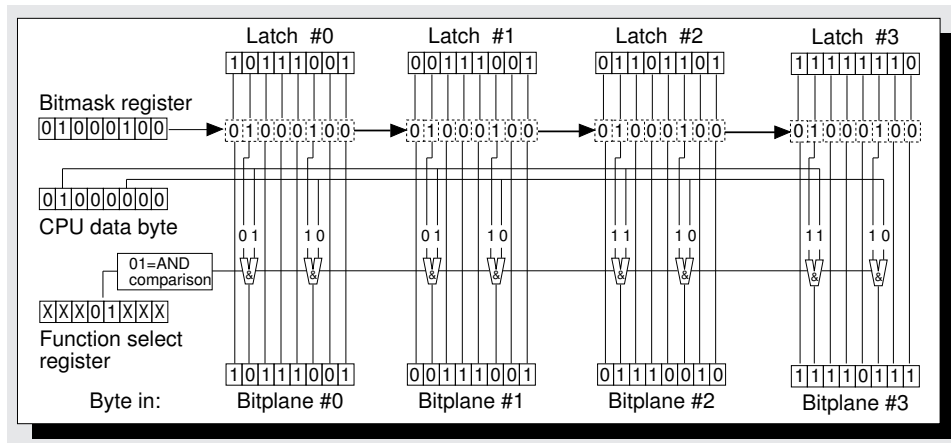 Latch #0 Latch #1 Latch #2 Latch #3
1 0 1 1 1 0 0 1 0 0 1 1 1 0 0 1 0 1 1 0 1 1 0 1 1 1 1 1 1 1 1 0
Bitmask register
0 1 0 0 0 1 0 0 0 1 0 0 0 1 0 0 0 1 0 0 0 1 0 0 0 1 0 0 0 1 0 0 0 1 0 0 0 1 0 0
0 1 0 0 0 0 0 0
CPU data byte
0 1 1 0 0 1 1 0 1 1 1 0 1 1 1 0
01=AND
comparison
& & & & & & & &
X X X 0 1 X X X
Function select
register
1 0 1 1 1 0 0 1 0 0 1 1 1 0 0 1 0 1 1 1 0 0 1 0 1 1 1 1 0 1 1 1
Byte in: Bitplane #0 Bitplane #1 Bitplane #2 Bitplane #3